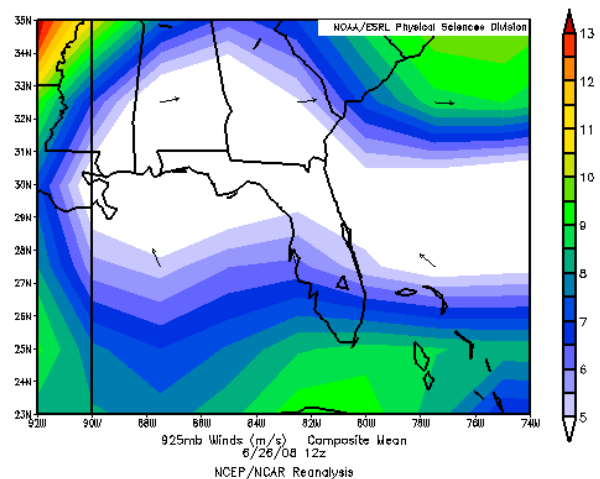 NOAA/ESRL Physical Sciences Division
35N
34N
33N
32N
31N
30N
29N
28N
27N
26N
25N
24N
23N
92W 90W 88W 86W 84W 82W 80W 78W 76W 74W
13
12
11
10
9
8
7
6
5
925mb Winds (m/s) Composite Mean
6/26/08 12z
NCEP/NCAR Reanalysis